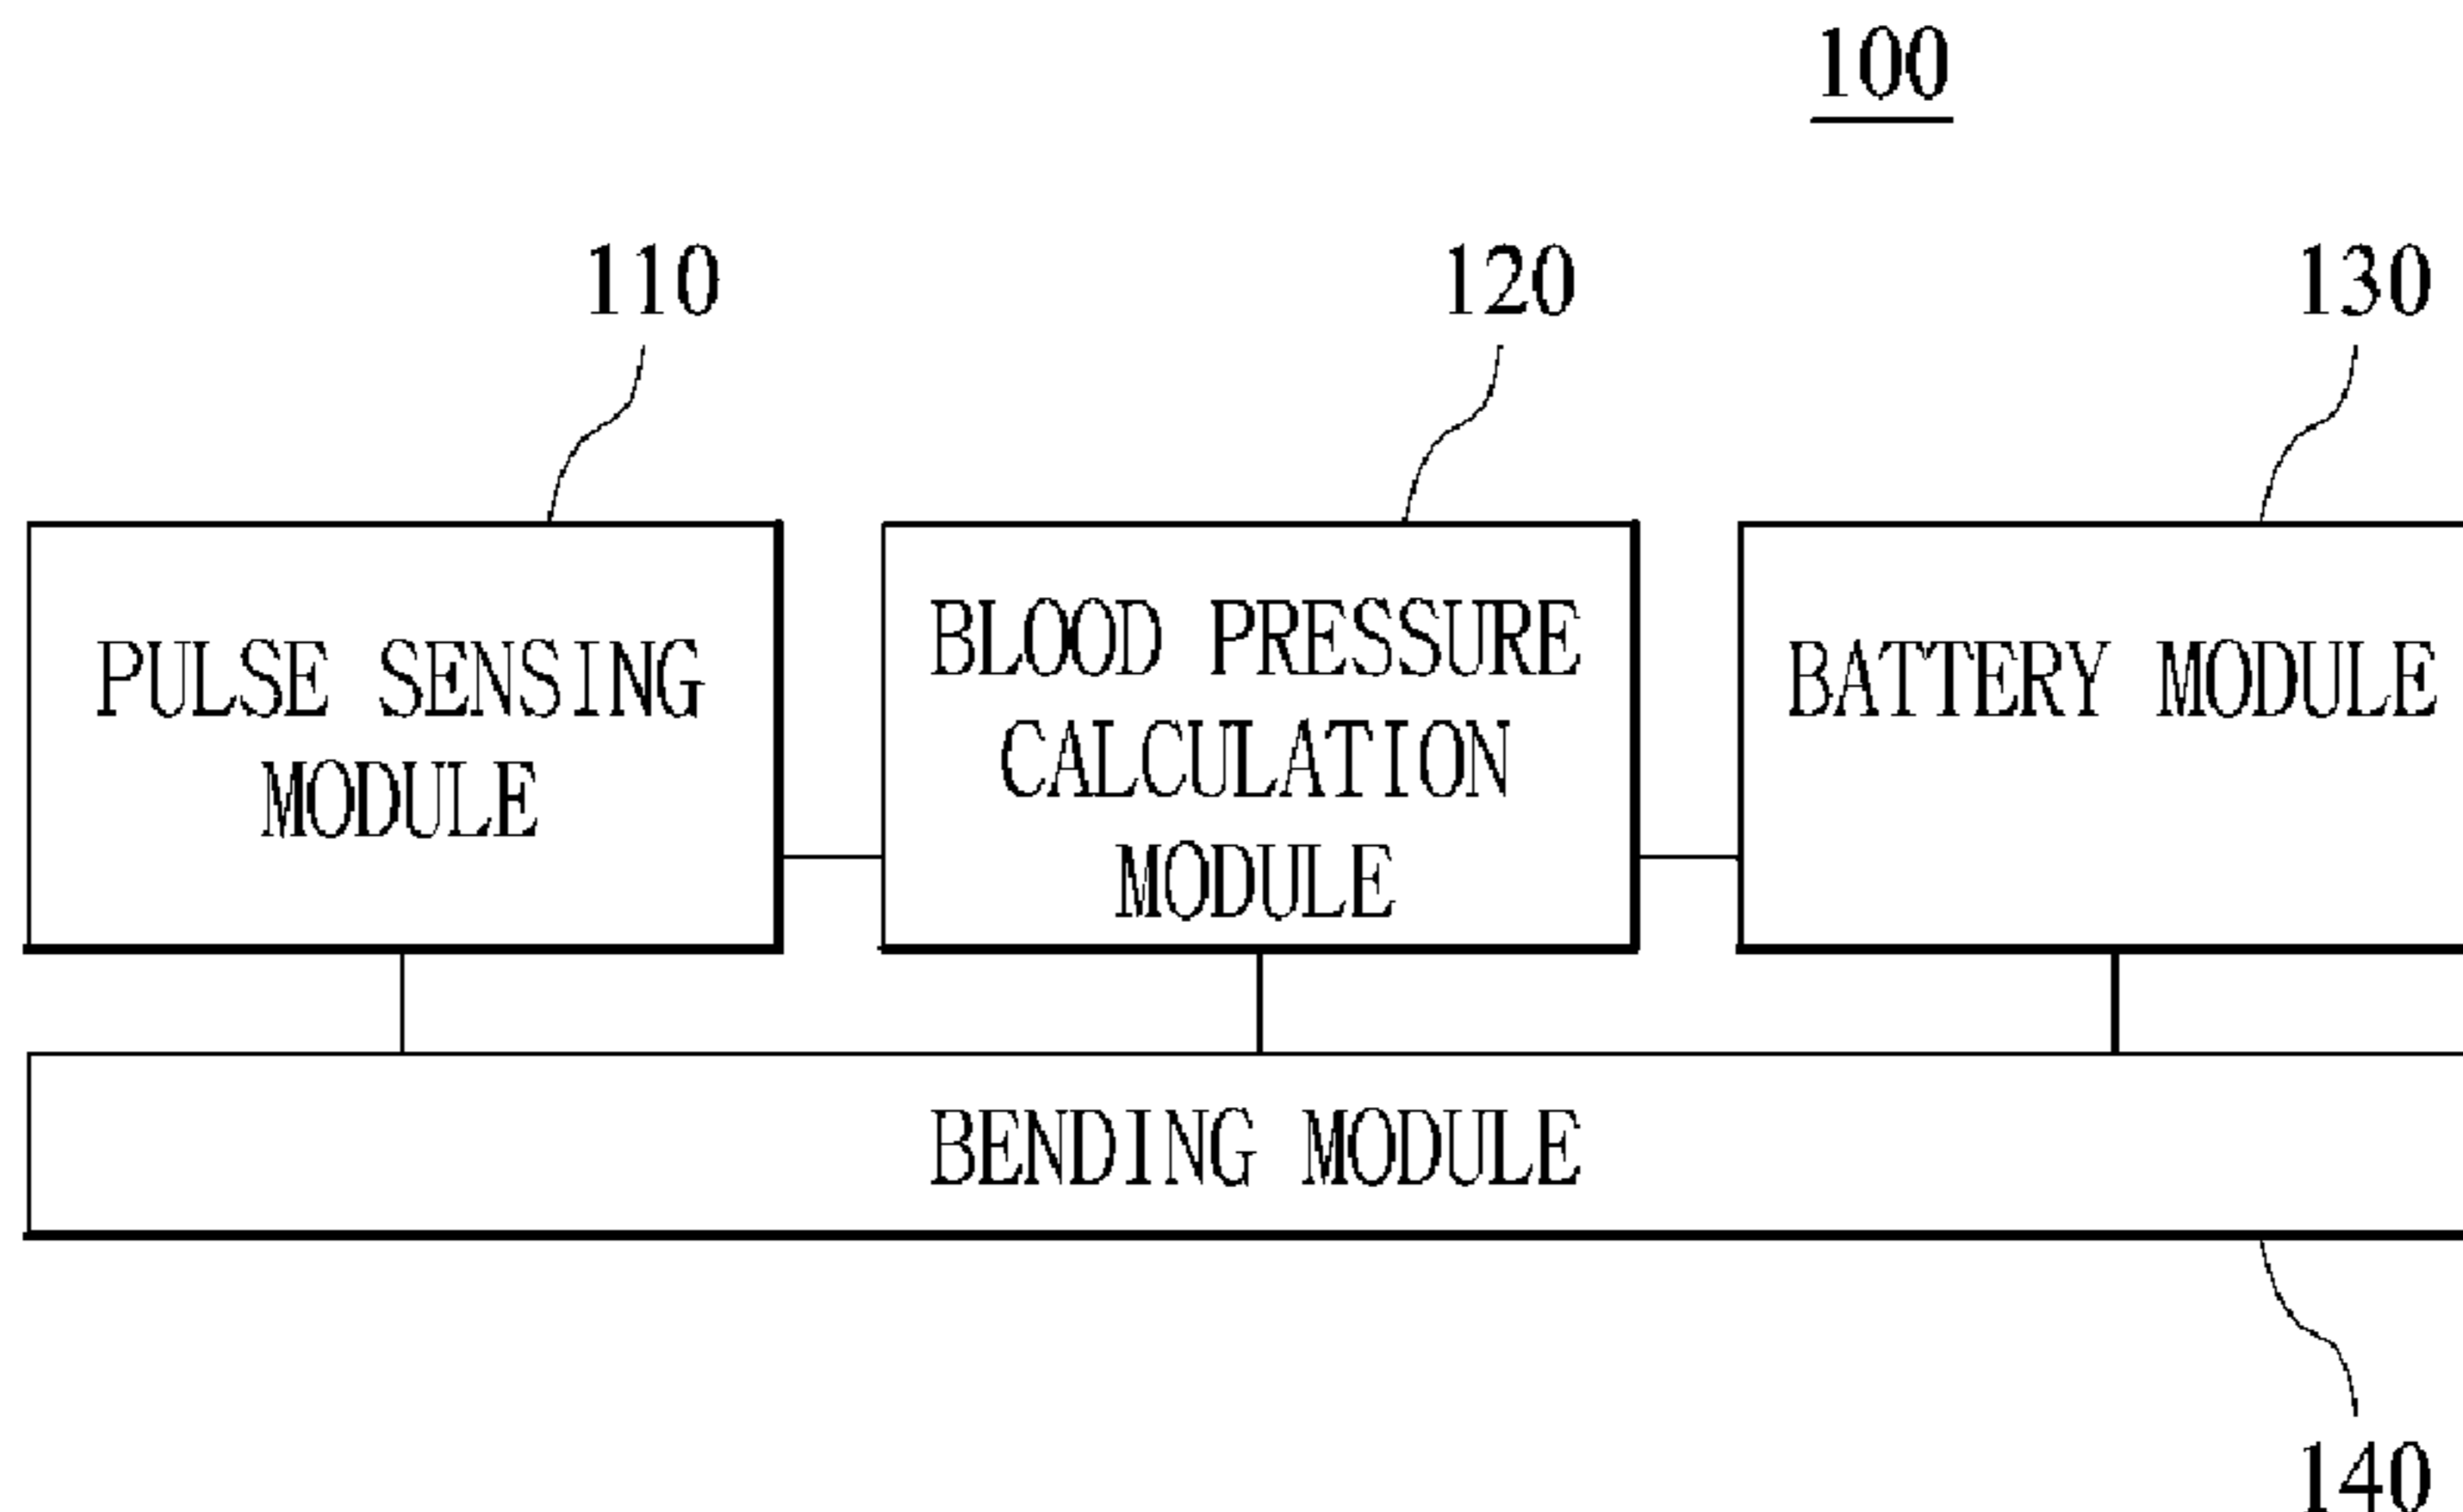 100
110
120
130
PULSE SENSING
MODULE
BLOOD PRESSURE
CALCULATION
MODULE
BATTERY MODULE
BENDING MODULE
140